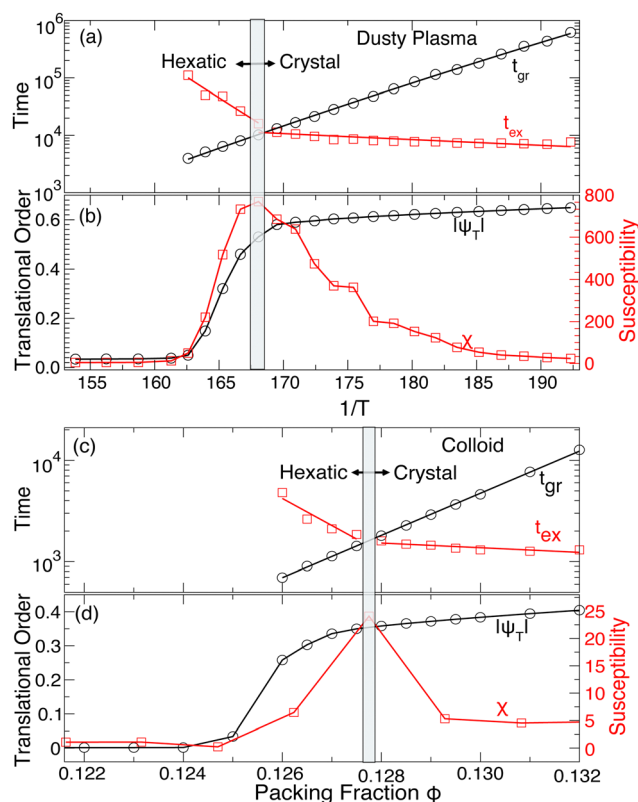 (a)
Dusty Plasma
Hexatic
Crystal
t_gr
t_ex
Time
10^6
10^5
10^4
10^3
(b)
|ψ_T|
χ
Translational Order
0.6
0.4
0.2
0.0
800
600
400
200
0
Susceptibility
155 160 165 170 175 180 185 190
1/T
(c)
Colloid
Hexatic
Crystal
t_gr
t_ex
Time
10^4
10^3
(d)
|ψ_T|
χ
Translational Order
0.4
0.3
0.2
0.1
0
25
20
15
10
5
0
Susceptibility
0.122 0.124 0.126 0.128 0.130 0.132
Packing Fraction φ